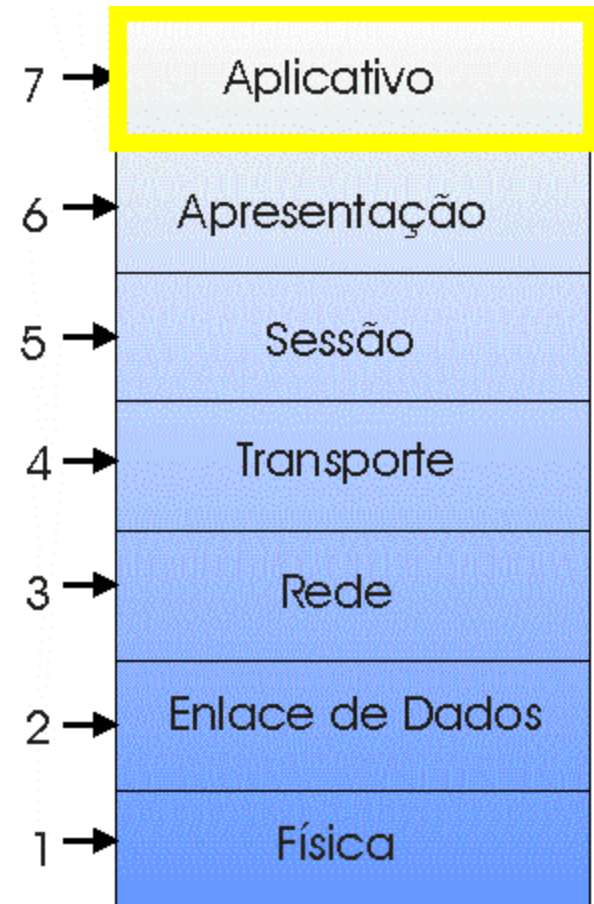 7 Aplicativo
6 Apresentação
5 Sessão
4 Transporte
3 Rede
2 Enlace de Dados
1 Física